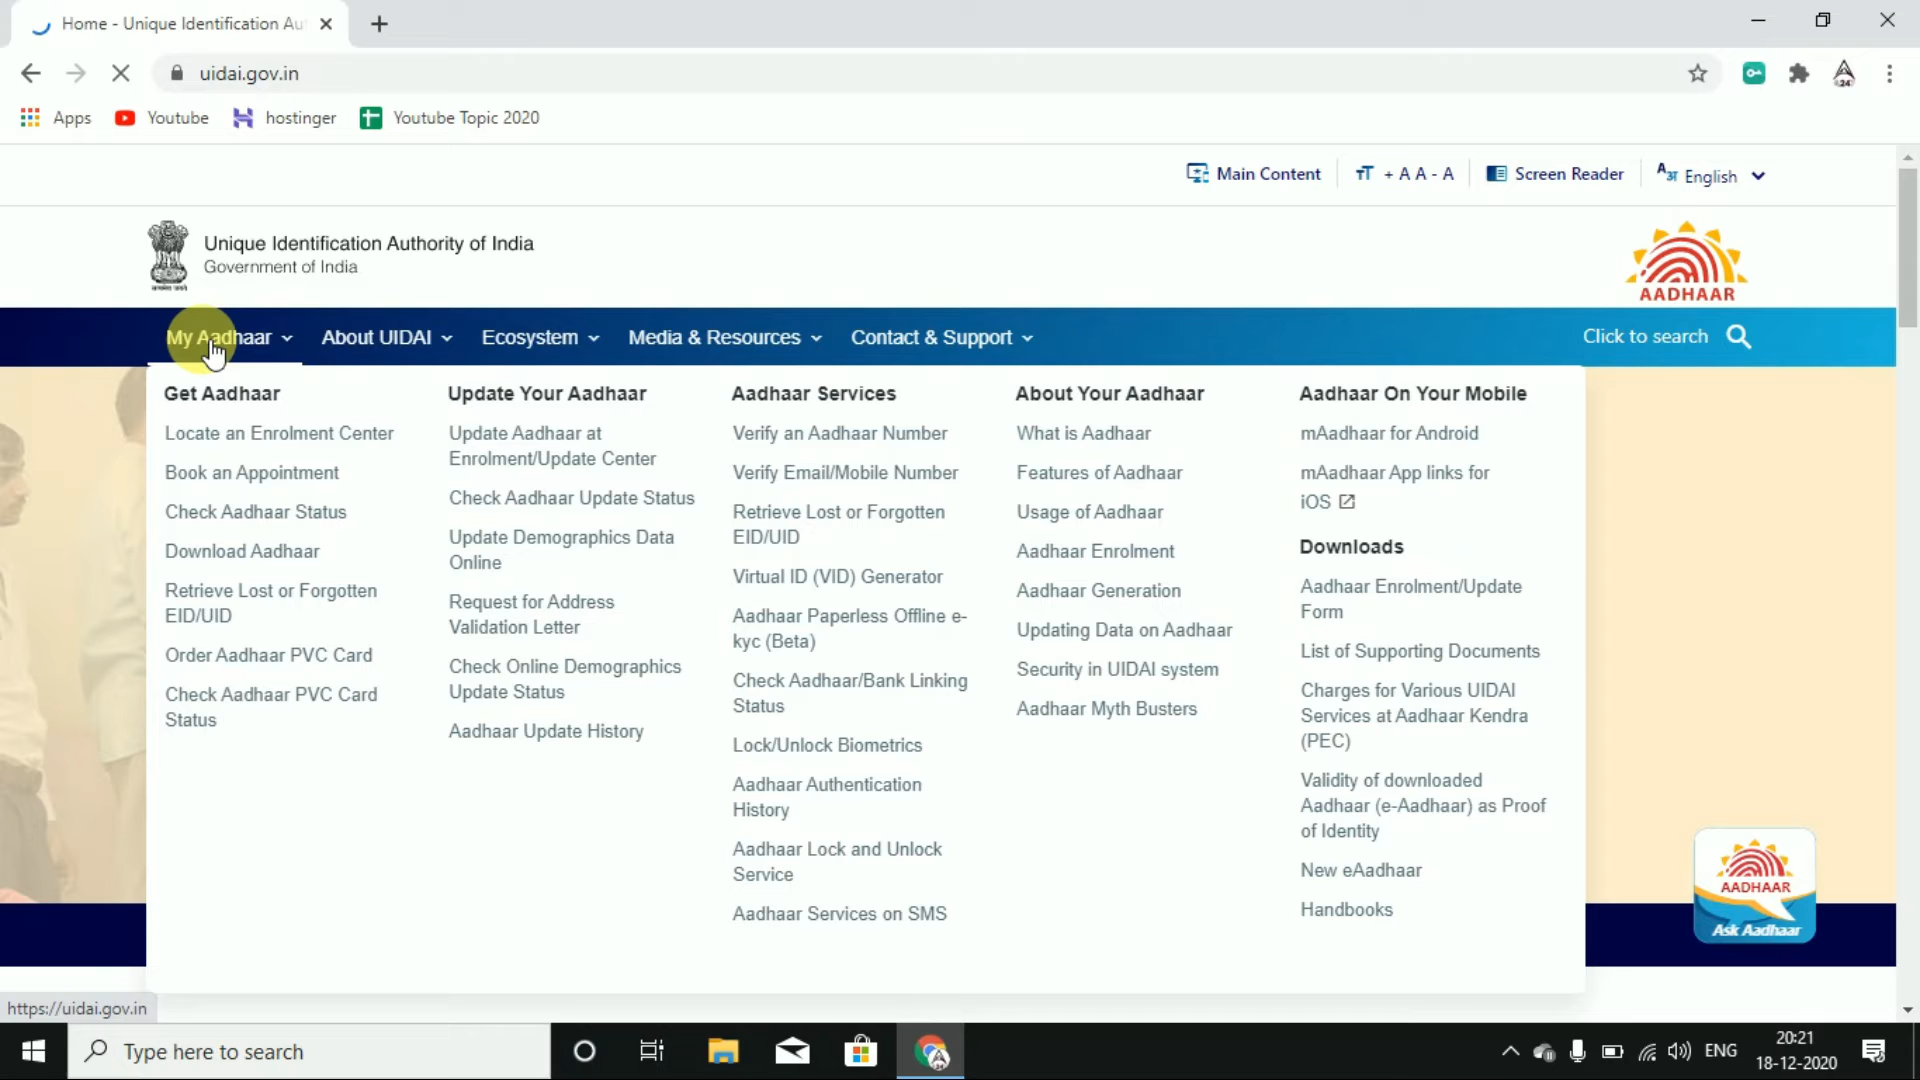 Home - Unique Identification Au
uidai.gov.in
Apps
Youtube
hostinger
Youtube Topic 2020
Main Content
+ A A - A
Screen Reader
English
Unique Identification Authority of India
Government of India
AADHAAR
My Aadhaar
About UIDAI
Ecosystem
Media & Resources
Contact & Support
Click to search
Get Aadhaar
Locate an Enrolment Center
Book an Appointment
Check Aadhaar Status
Download Aadhaar
Retrieve Lost or Forgotten
EID/UID
Order Aadhaar PVC Card
Check Aadhaar PVC Card
Status
Update Your Aadhaar
Update Aadhaar at
Enrolment/Update Center
Check Aadhaar Update Status
Update Demographics Data
Online
Request for Address
Validation Letter
Check Online Demographics
Update Status
Aadhaar Update History
Aadhaar Services
Verify an Aadhaar Number
Verify Email/Mobile Number
Retrieve Lost or Forgotten
EID/UID
Virtual ID (VID) Generator
Aadhaar Paperless Offline e-
kyc (Beta)
Check Aadhaar/Bank Linking
Status
Lock/Unlock Biometrics
Aadhaar Authentication
History
Aadhaar Lock and Unlock
Service
Aadhaar Services on SMS
About Your Aadhaar
What is Aadhaar
Features of Aadhaar
Usage of Aadhaar
Aadhaar Enrolment
Aadhaar Generation
Updating Data on Aadhaar
Security in UIDAI system
Aadhaar Myth Busters
Aadhaar On Your Mobile
mAadhaar for Android
mAadhaar App links for
iOS
Downloads
Aadhaar Enrolment/Update
Form
List of Supporting Documents
Charges for Various UIDAI
Services at Aadhaar Kendra
(PEC)
Validity of downloaded
Aadhaar (e-Aadhaar) as Proof
of Identity
New eAadhaar
Handbooks
AADHAAR
Ask Aadhaar
https://uidai.gov.in
Type here to search
ENG
20:21
18-12-2020